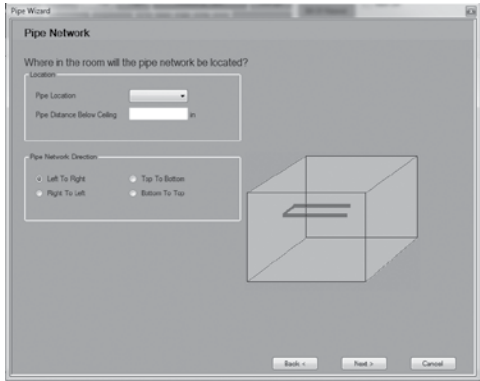 Pipe Wizard
Pipe Network
Where in the room will the pipe network be located?
Location
Pipe Location
Pipe Distance Below Ceiling
in
Pipe Network Direction
Left To Right
Top To Bottom
Right To Left
Bottom To Top
Back <
Next >
Cancel